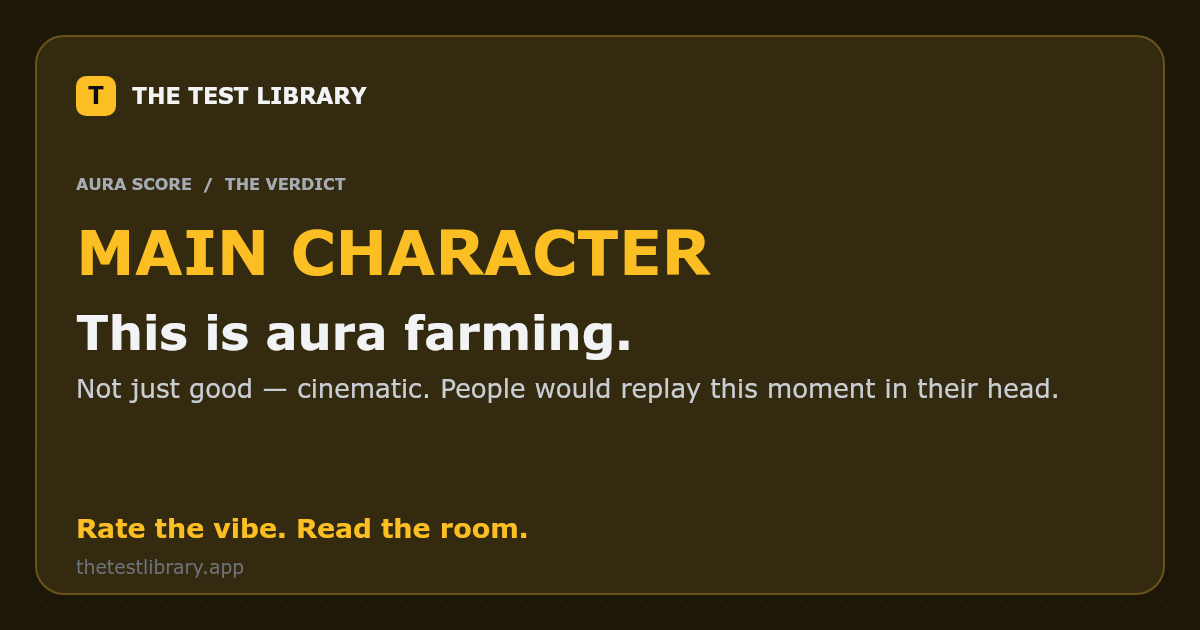 T THE TEST LIBRARY
AURA SCORE / THE VERDICT
MAIN CHARACTER
This is aura farming.
Not just good — cinematic. People would replay this moment in their head.
Rate the vibe. Read the room.
thetestlibrary.app